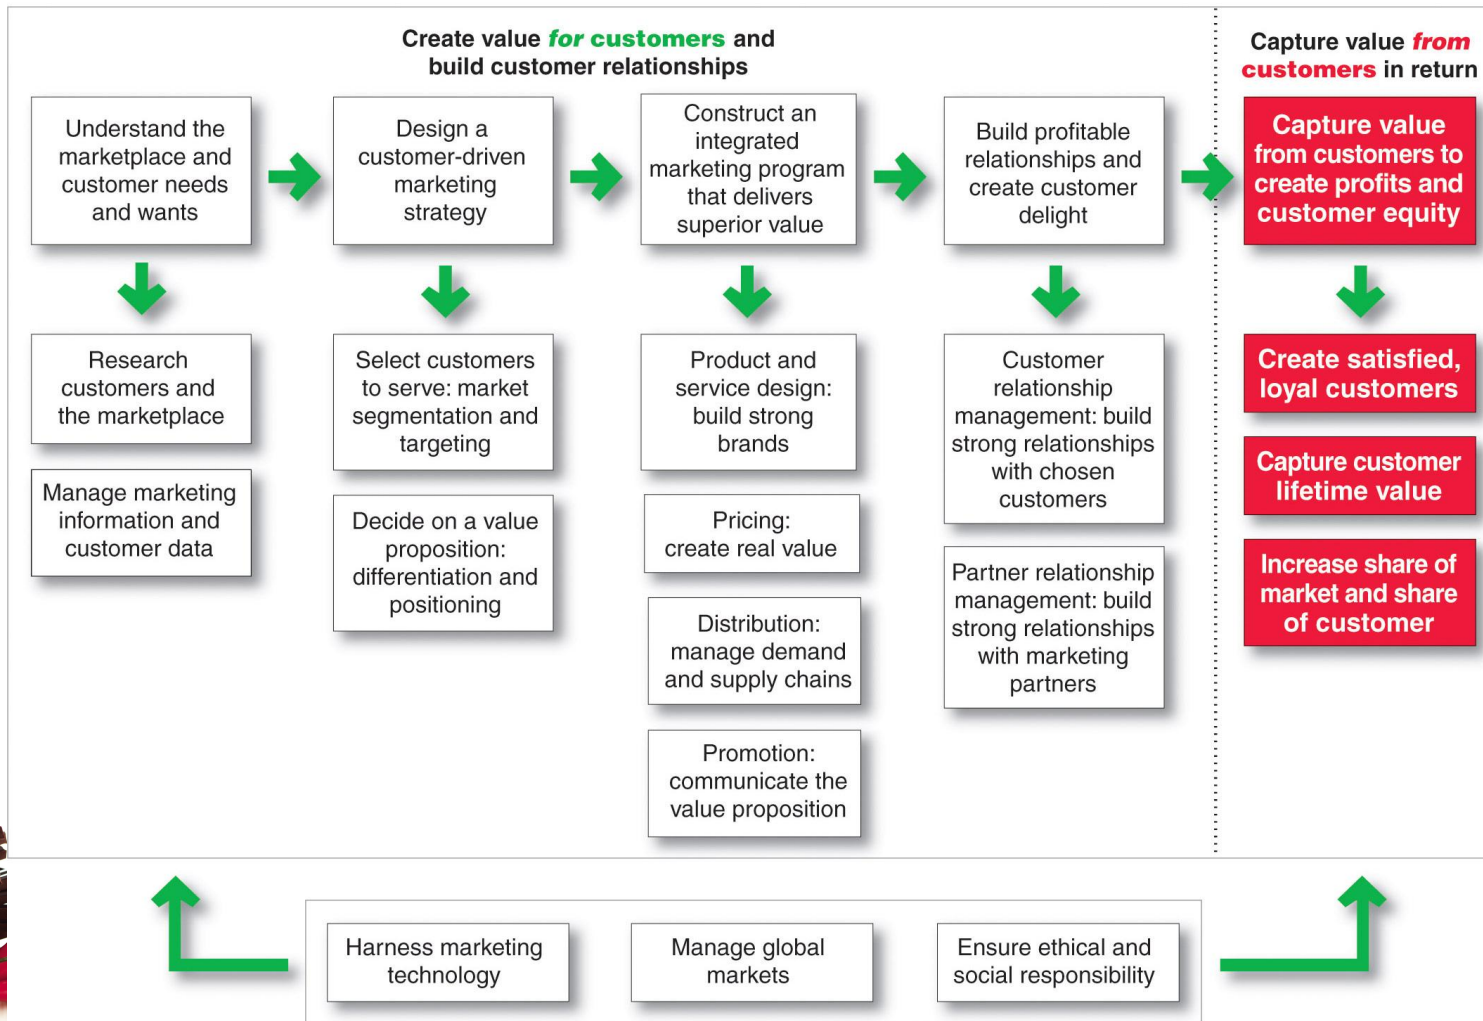 Create value for customers and
build customer relationships
Capture value from
customers in return
Understand the
marketplace and
customer needs
and wants
Design a
customer-driven
marketing
strategy
Construct an
integrated
marketing program
that delivers
superior value
Build profitable
relationships and
create customer
delight
Capture value
from customers to
create profits and
customer equity
Research
customers and
the marketplace
Manage marketing
information and
customer data
Select customers
to serve: market
segmentation and
targeting
Decide on a value
proposition:
differentiation and
positioning
Product and
service design:
build strong
brands
Pricing:
create real value
Distribution:
manage demand
and supply chains
Promotion:
communicate the
value proposition
Customer
relationship
management: build
strong relationships
with chosen
customers
Partner relationship
management: build
strong relationships
with marketing
partners
Create satisfied,
loyal customers
Capture customer
lifetime value
Increase share of
market and share
of customer
Harness marketing
technology
Manage global
markets
Ensure ethical and
social responsibility